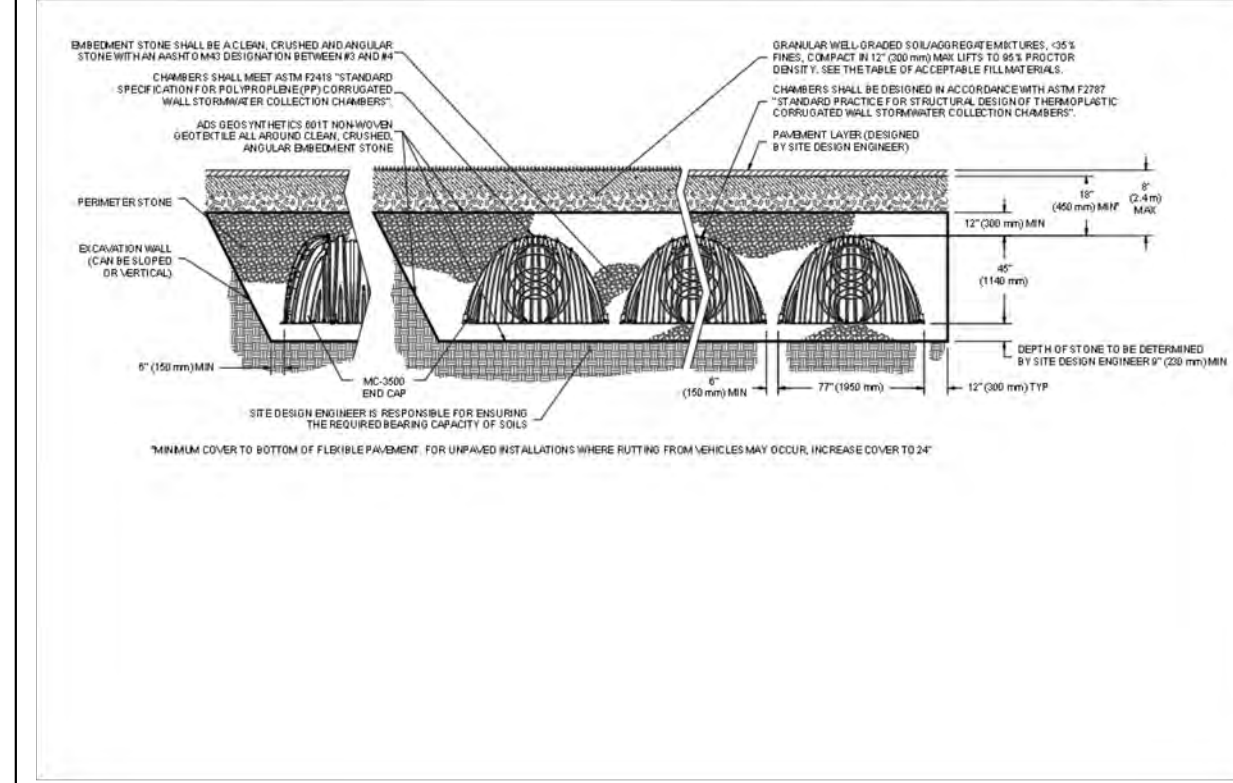 EMBEDMENT STONE SHALL BE A CLEAN, CRUSHED AND ANGULAR
STONE WITH AN AASHTO M43 DESIGNATION BETWEEN #3 AND #4
CHAMBERS SHALL MEET ASTM F2418 "STANDARD
SPECIFICATION FOR POLYPROPLENE (PP) CORRUGATED
WALL STORMWATER COLLECTION CHAMBERS".
ADS GEOSYNTHETICS 601T NON-WOVEN
GEOTEXTILE ALL AROUND CLEAN, CRUSHED,
ANGULAR EMBEDMENT STONE
GRANULAR WELL-GRADED SOIL/AGGREGATE MIXTURES, <35%
FINES, COMPACT IN 12" (300 mm) MAX LIFTS TO 95% PROCTOR
DENSITY. SEE THE TABLE OF ACCEPTABLE FILL MATERIALS.
CHAMBERS SHALL BE DESIGNED IN ACCORDANCE WITH ASTM F2787
"STANDARD PRACTICE FOR STRUCTURAL DESIGN OF THERMOPLASTIC
CORRUGATED WALL STORMWATER COLLECTION CHAMBERS".
PAVEMENT LAYER (DESIGNED
BY SITE DESIGN ENGINEER)
PERIMETER STONE
EXCAVATION WALL
(CAN BE SLOPED
OR VERTICAL)
8'
(2.4 m)
MAX
18"
(450 mm) MIN*
12" (300 mm) MIN
45"
(1140 mm)
DEPTH OF STONE TO BE DETERMINED
BY SITE DESIGN ENGINEER 9" (230 mm) MIN
6" (150 mm) MIN
MC-3500
END CAP
6"
(150 mm) MIN
77" (1950 mm)
12" (300 mm) TYP
SITE DESIGN ENGINEER IS RESPONSIBLE FOR ENSURING
THE REQUIRED BEARING CAPACITY OF SOILS
*MINIMUM COVER TO BOTTOM OF FLEXIBLE PAVEMENT. FOR UNPAVED INSTALLATIONS WHERE RUTTING FROM VEHICLES MAY OCCUR, INCREASE COVER TO 24"